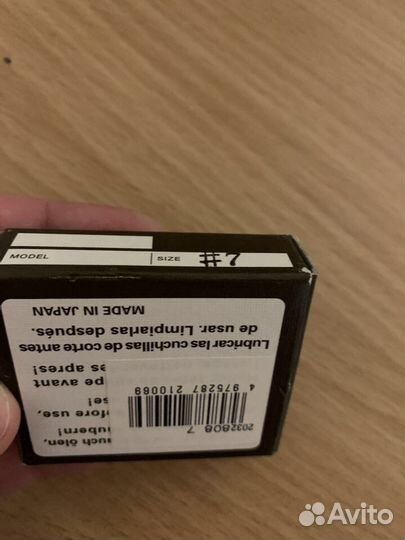 MODEL
SIZE #7
2032808 7
4 975287 210069
Lubricar las cuchillas de corte antes
de usar. Limpiarlas después.
MADE IN JAPAN
Avito